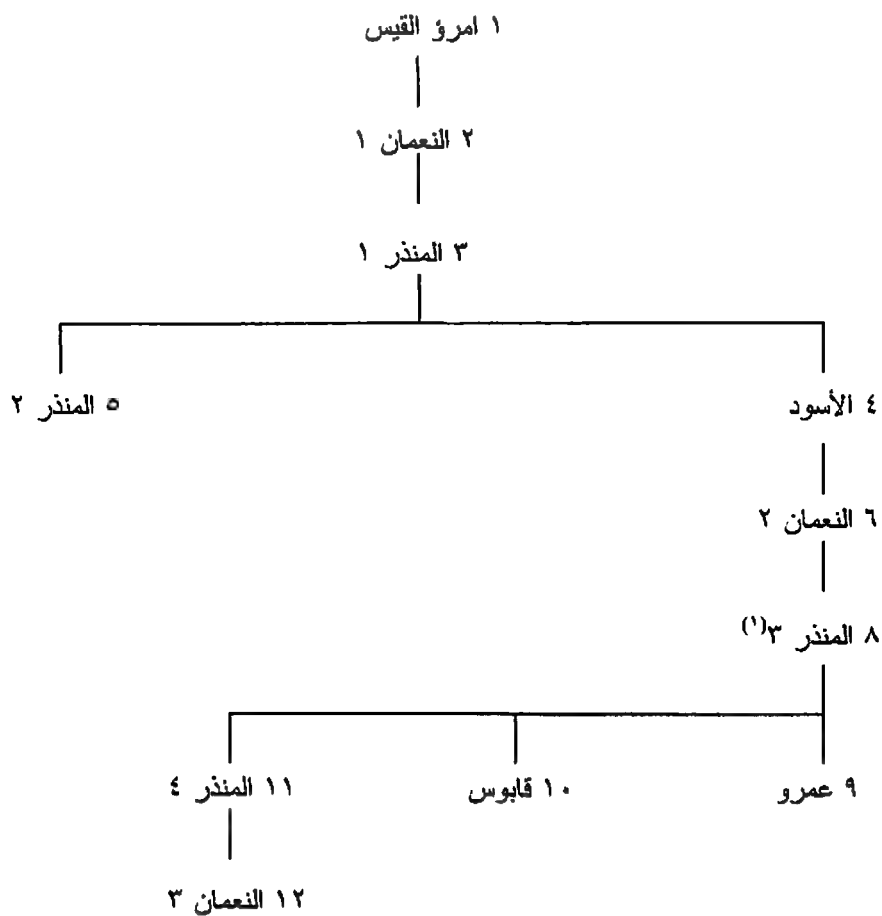 ١ امرؤ القيس
٢ النعمان ١
٣ المنذر ١
٤ الأسود
٥ المنذر ٢
٦ النعمان ٢
٨ المنذر ٣(١)
٩ عمرو
١٠ قابوس
١١ المنذر ٤
١٢ النعمان ٣